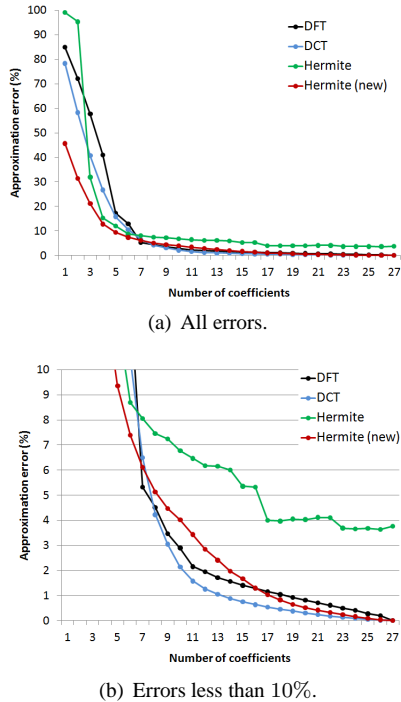 100
90
80
70
60
50
40
30
20
10
0
Approximation error (%)
DFT
DCT
Hermite
Hermite (new)
1 3 5 7 9 11 13 15 17 19 21 23 25 27
Number of coefficients
(a) All errors.
10
9
8
7
6
5
4
3
2
1
0
Approximation error (%)
DFT
DCT
Hermite
Hermite (new)
1 3 5 7 9 11 13 15 17 19 21 23 25 27
Number of coefficients
(b) Errors less than 10%.